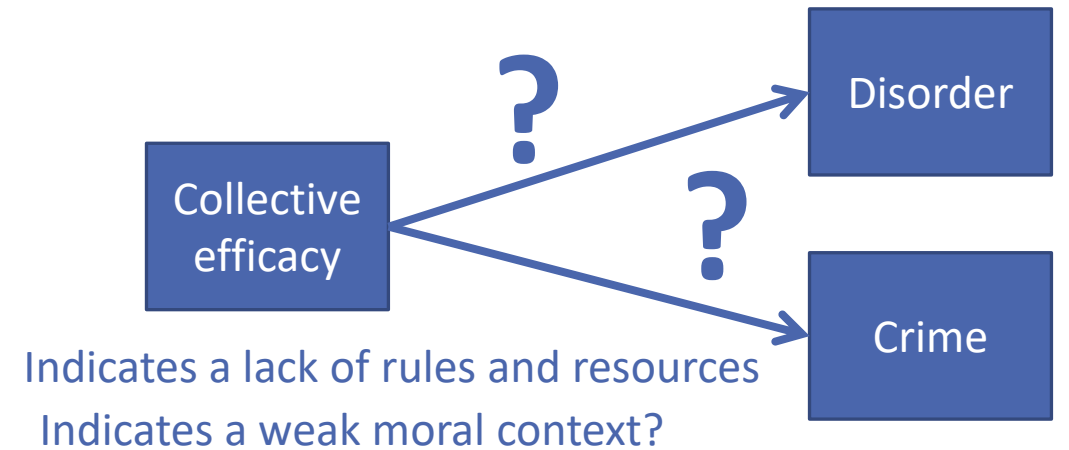 ?
Disorder
Collective
efficacy
?
Crime
Indicates a lack of rules and resources
Indicates a weak moral context?